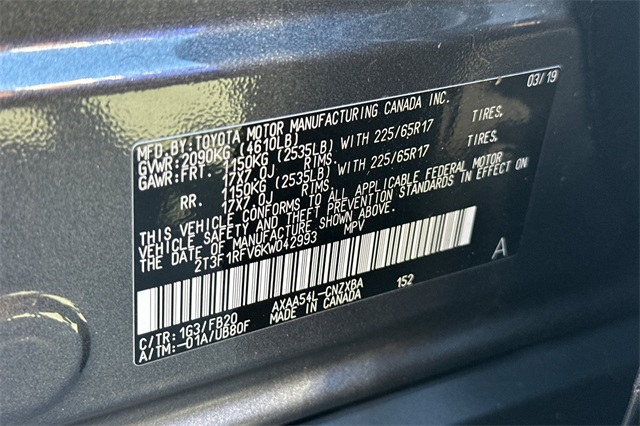 03/19
MFD. BY: TOYOTA MOTOR MANUFACTURING CANADA INC.
GVWR: 2090KG (4610LB)
GAWR: FRT. 1150KG (2535LB) WITH 225/65R17 TIRES.
17X7.0J RIMS.
RR. 1150KG (2535LB) WITH 225/65R17 TIRES.
17X7.0J RIMS.
THIS VEHICLE CONFORMS TO ALL APPLICABLE FEDERAL MOTOR
VEHICLE SAFETY AND THEFT PREVENTION STANDARDS IN EFFECT ON
THE DATE OF MANUFACTURE SHOWN ABOVE.
2T3F1RFV6KW042993 MPV
A
C/TR: 1G3/FB20 AXAA54L-CNZXBA 152
A/TM: -01A/UB80F MADE IN CANADA